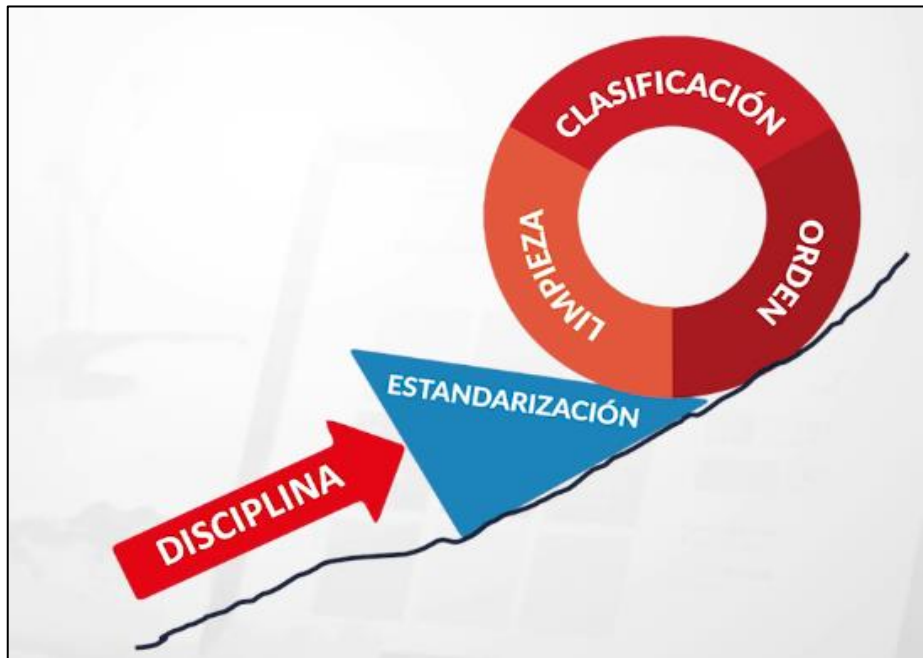 CLASIFICACIÓN
ORDEN
LIMPIEZA
ESTANDARIZACIÓN
DISCIPLINA